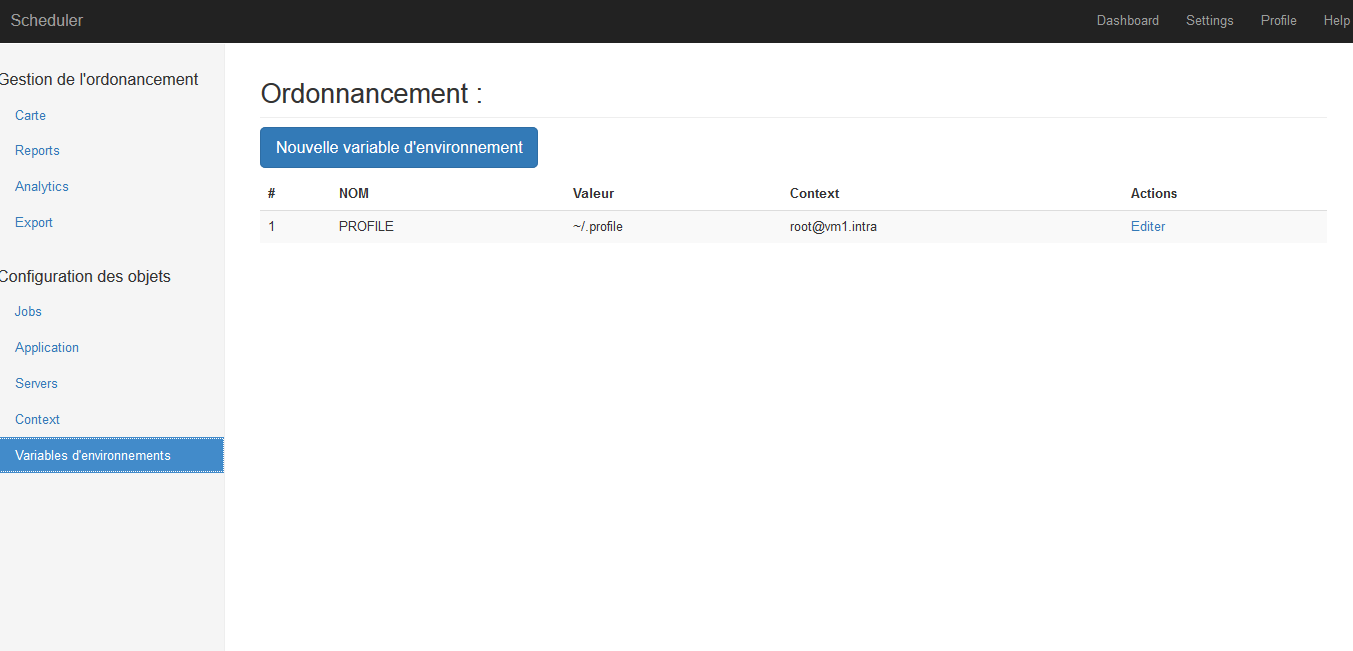 Scheduler Dashboard Settings Profile Help
Gestion de l'ordonancement
Carte
Reports
Analytics
Export
Configuration des objets
Jobs
Application
Servers
Context
Variables d'environnements
Ordonnancement :
Nouvelle variable d'environnement
# NOM Valeur Context Actions
1 PROFILE ~/.profile root@vm1.intra Editer